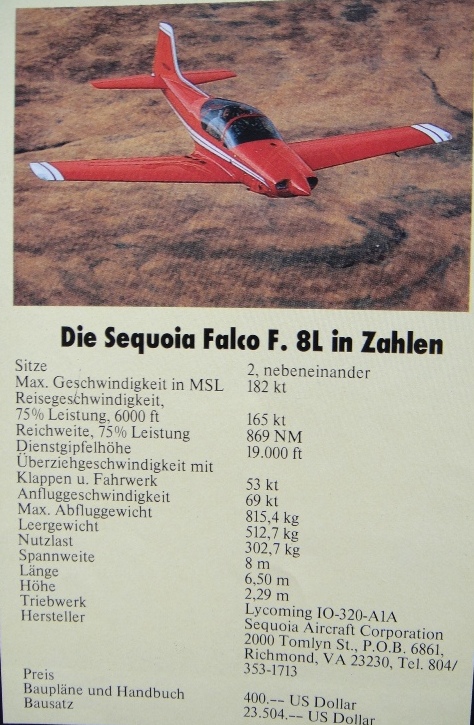 Die Sequoia Falco F. 8L in Zahlen
Sitze 2, nebeneinander
Max. Geschwindigkeit in MSL 182 kt
Reisegeschwindigkeit,
75% Leistung, 6000 ft 165 kt
Reichweite, 75% Leistung 869 NM
Dienstgipfelhöhe 19.000 ft
Überziehgeschwindigkeit mit
Klappen u. Fahrwerk 53 kt
Anfluggeschwindigkeit 69 kt
Max. Abfluggewicht 815,4 kg
Leergewicht 512,7 kg
Nutzlast 302,7 kg
Spannweite 8 m
Länge 6,50 m
Höhe 2,29 m
Triebwerk Lycoming IO-320-A1A
Hersteller Sequoia Aircraft Corporation
2000 Tomlyn St., P.O.B. 6861,
Richmond, VA 23230, Tel. 804/
353-1713
Preis
Baupläne und Handbuch 400.-- US Dollar
Bausatz 23.504.-- US Dollar